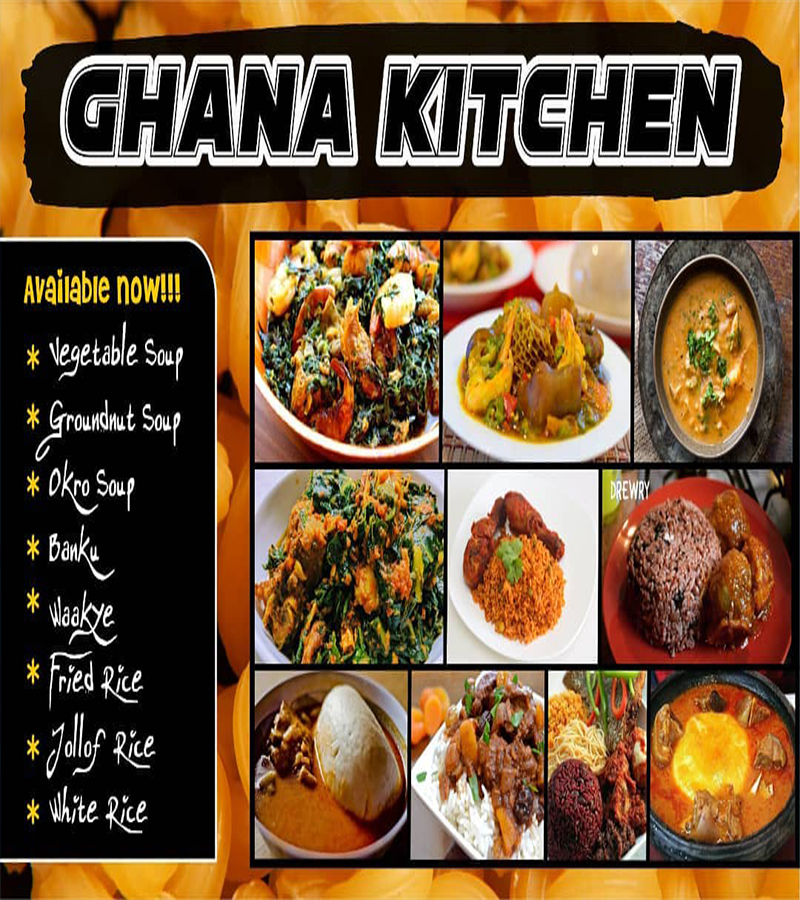 GHANA KITCHEN
Available now!!!
* Vegetable Soup
* Groundnut Soup
* Okro Soup
* Banku
* Waakye
* Fried Rice
* Jollof Rice
* White Rice
DREWRY